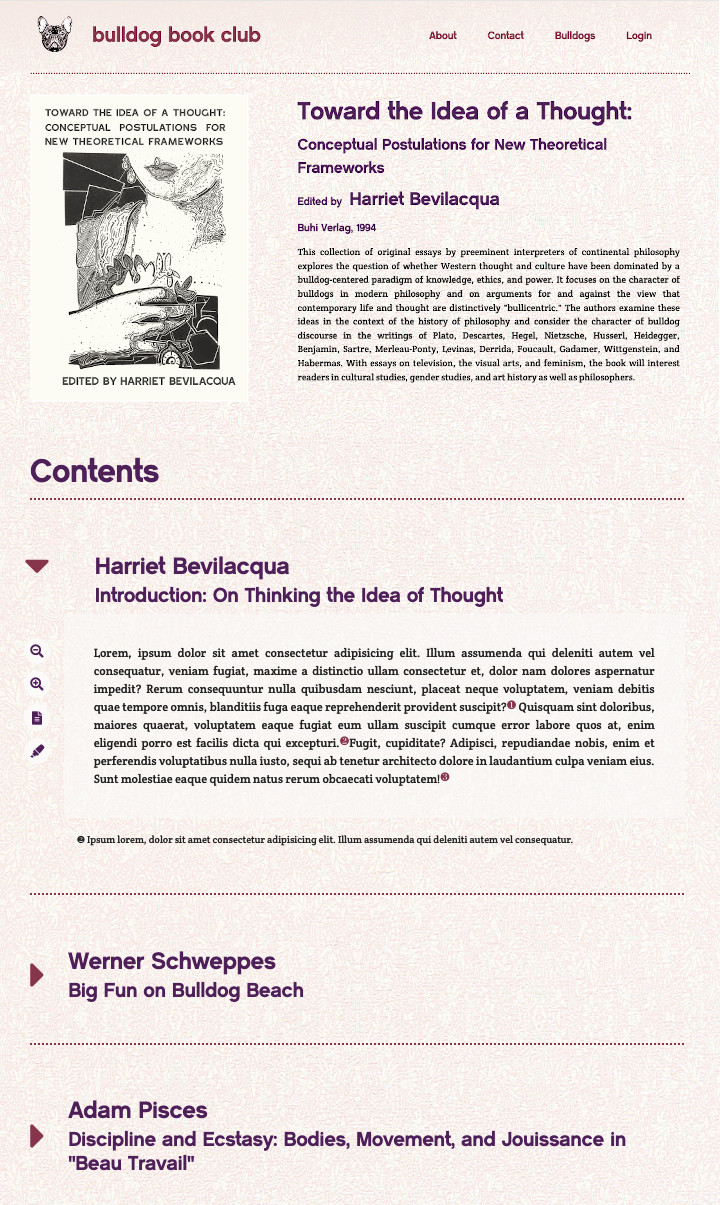 bulldog book club
About Contact Bulldogs Login
TOWARD THE IDEA OF A THOUGHT:
CONCEPTUAL POSTULATIONS FOR
NEW THEORETICAL FRAMEWORKS
EDITED BY HARRIET BEVILACQUA
Toward the Idea of a Thought:
Conceptual Postulations for New Theoretical
Frameworks
Edited by Harriet Bevilacqua
Buhi Verlag, 1994
This collection of original essays by preeminent interpreters of continental philosophy
explores the question of whether Western thought and culture have been dominated by a
bulldog-centered paradigm of knowledge, ethics, and power. It focuses on the character of
bulldogs in modern philosophy and on arguments for and against the view that
contemporary life and thought are distinctively "bullicentric." The authors examine these
ideas in the context of the history of philosophy and consider the character of bulldog
discourse in the writings of Plato, Descartes, Hegel, Nietzsche, Husserl, Heidegger,
Benjamin, Sartre, Merleau-Ponty, Levinas, Derrida, Foucault, Gadamer, Wittgenstein, and
Habermas. With essays on television, the visual arts, and feminism, the book will interest
readers in cultural studies, gender studies, and art history as well as philosophers.
Contents
Harriet Bevilacqua
Introduction: On Thinking the Idea of Thought
Lorem, ipsum dolor sit amet consectetur adipisicing elit. Illum assumenda qui deleniti autem vel
consequatur, veniam fugiat, maxime a distinctio ullam consectetur et, dolor nam dolores aspernatur
impedit? Rerum consequuntur nulla quibusdam nesciunt, placeat neque voluptatem, veniam debitis
quae tempore omnis, blanditiis fuga eaque reprehenderit provident suscipit?❶ Quisquam sint doloribus,
maiores quaerat, voluptatem eaque fugiat eum ullam suscipit cumque error labore quos at, enim
eligendi porro est facilis dicta qui excepturi.❷Fugit, cupiditate? Adipisci, repudiandae nobis, enim et
perferendis voluptatibus nulla iusto, sequi ab tenetur architecto dolore in laudantium culpa veniam eius.
Sunt molestiae eaque quidem natus rerum obcaecati voluptatem!❸
❷ Ipsum lorem, dolor sit amet consectetur adipisicing elit. Illum assumenda qui deleniti autem vel consequatur.
Werner Schweppes
Big Fun on Bulldog Beach
Adam Pisces
Discipline and Ecstasy: Bodies, Movement, and Jouissance in
"Beau Travail"